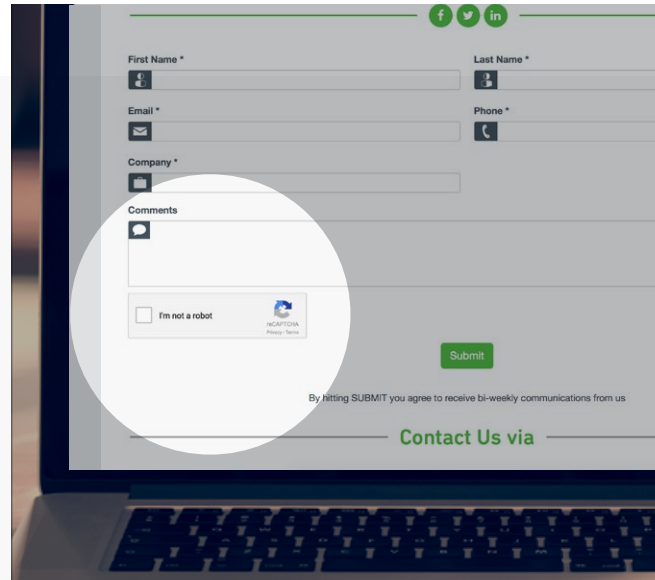 First Name * Last Name *
Email * Phone *
Company *
Comments
I'm not a robot
reCAPTCHA
Privacy - Terms
Submit
By hitting SUBMIT you agree to receive bi-weekly communications from us
Contact Us via